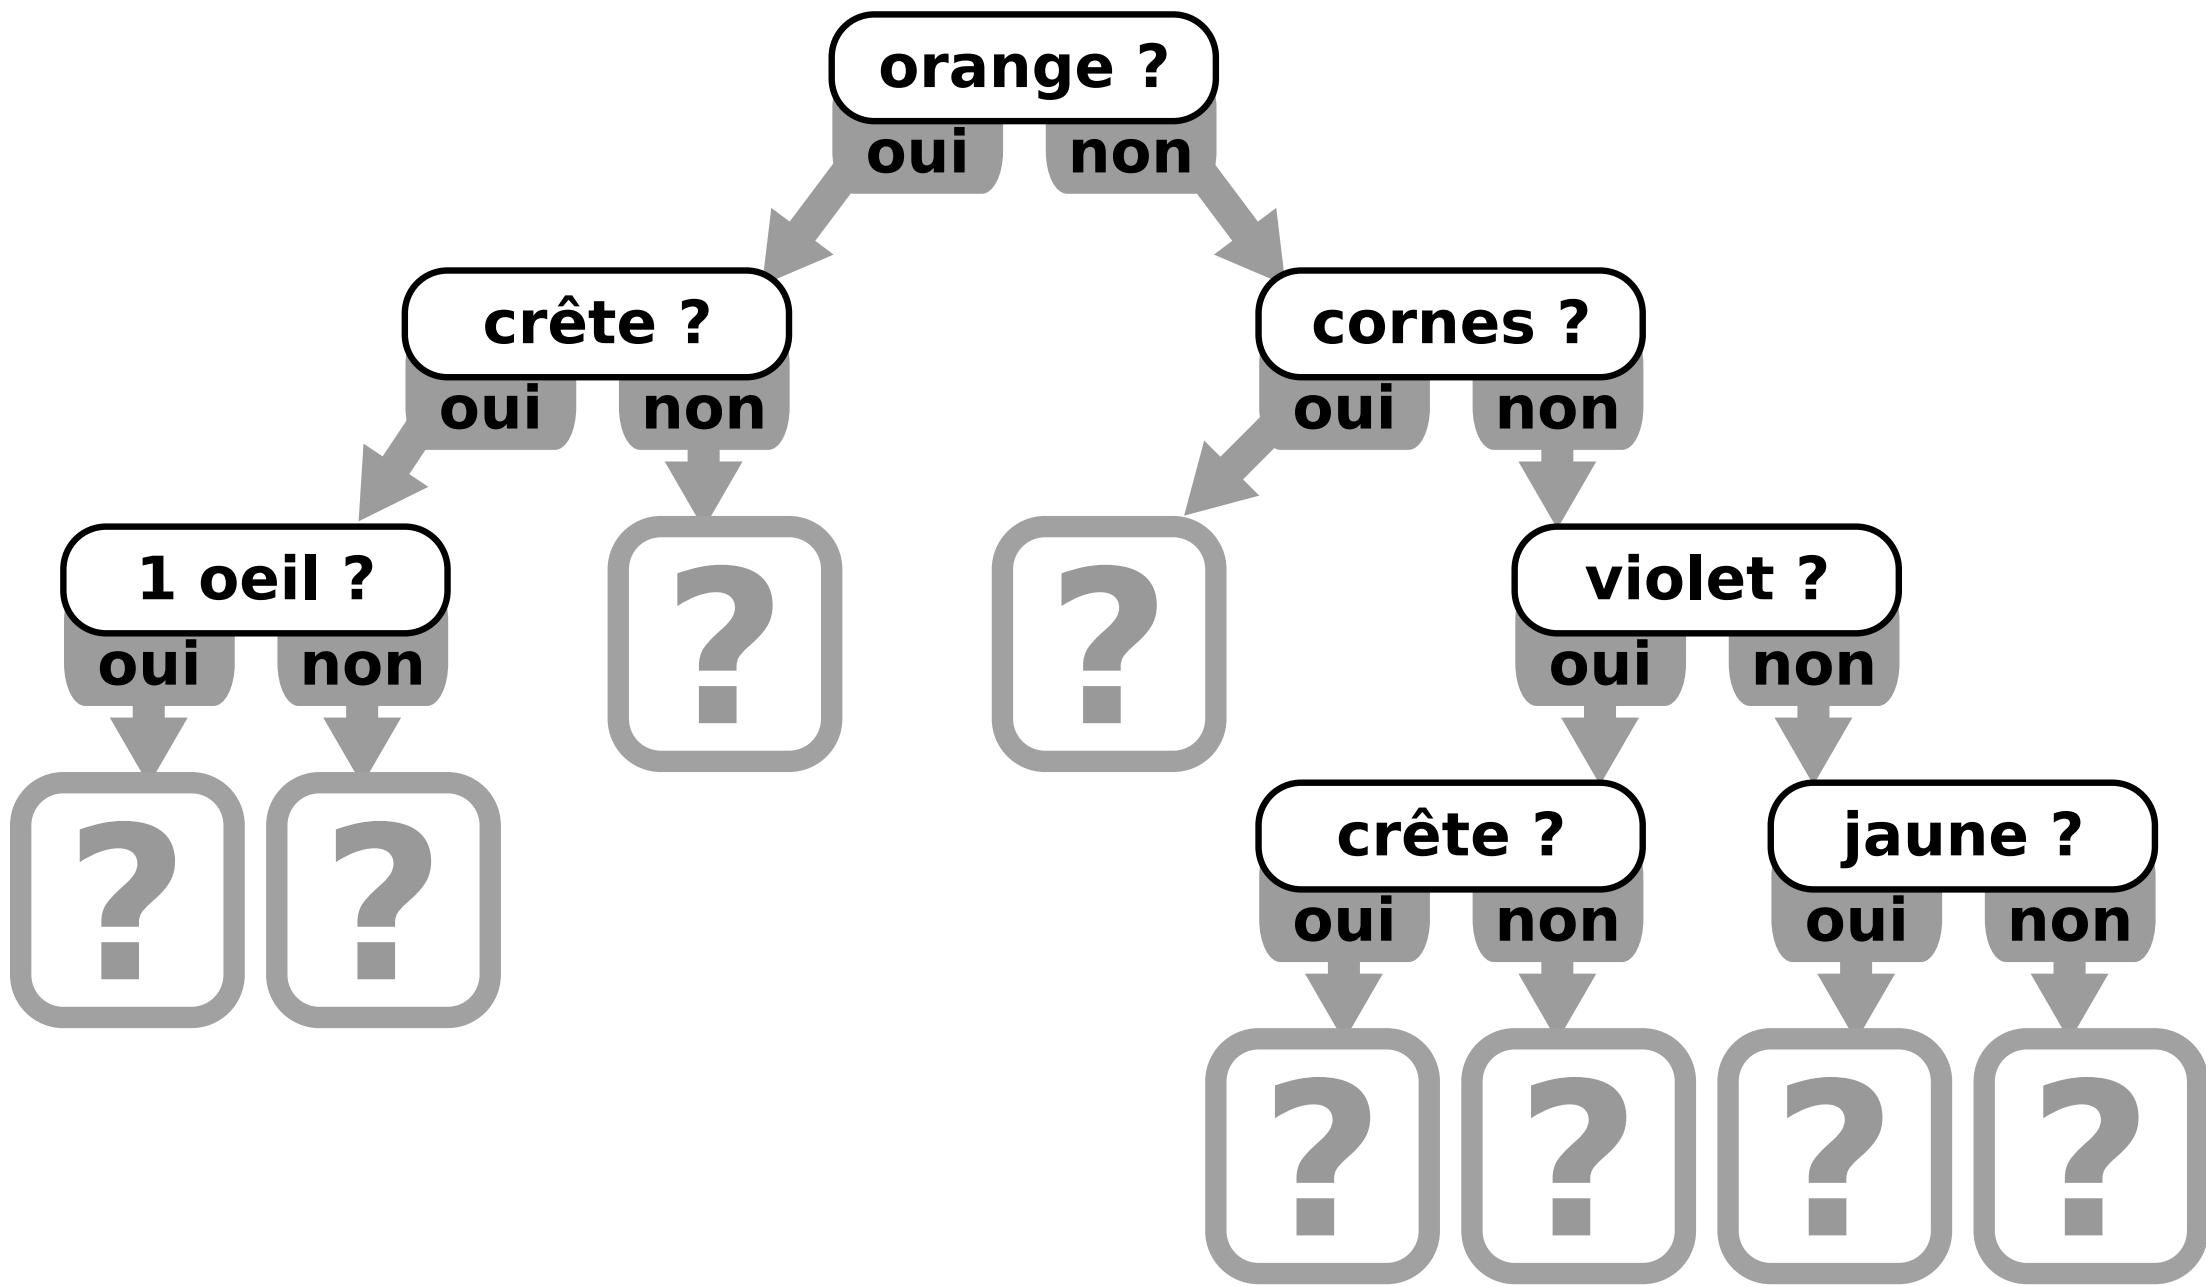 orange ?
oui non
crête ? cornes ?
oui non oui non
1 oeil ? ? ? violet ?
oui non oui non
? ? crête ? jaune ?
oui non oui non
? ? ? ?